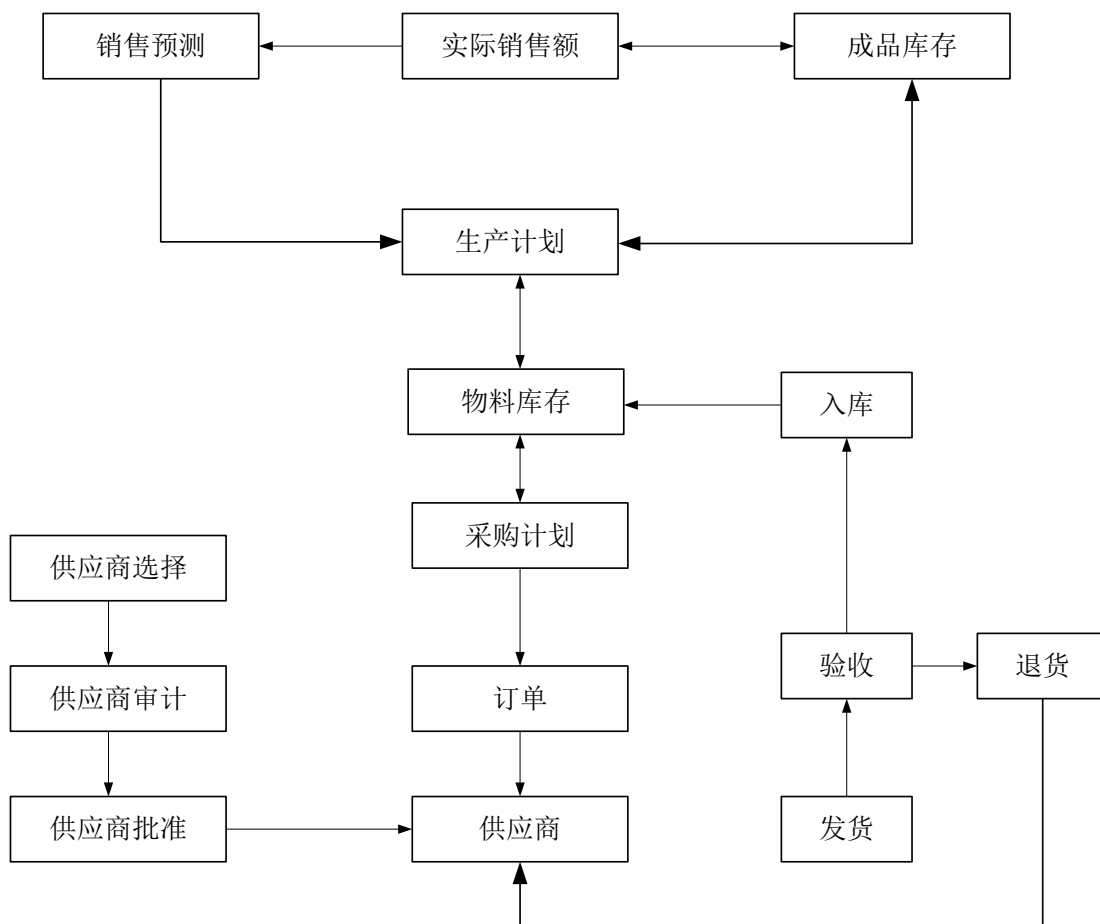 销售预测
实际销售额
成品库存
生产计划
物料库存
入库
采购计划
供应商选择
供应商审计
订单
验收
退货
供应商批准
供应商
发货